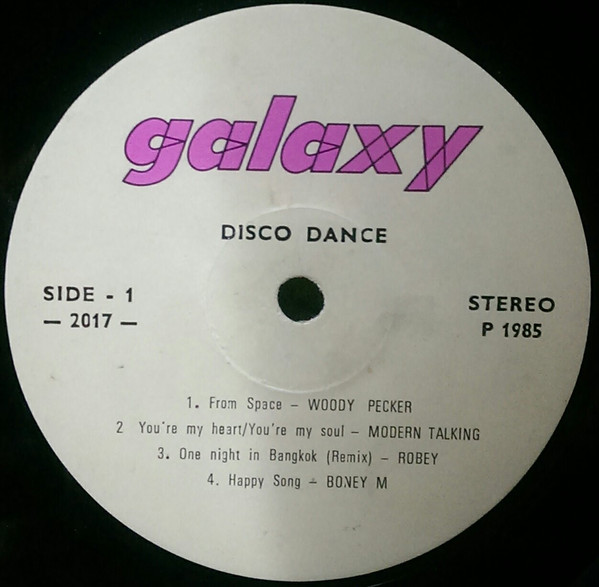 galaxy
DISCO DANCE
SIDE - 1
— 2017 —
STEREO
P 1985
1. From Space – WOODY PECKER
2 You're my heart/You're my soul – MODERN TALKING
3. One night in Bangkok (Remix) – ROBEY
4. Happy Song – BONEY M